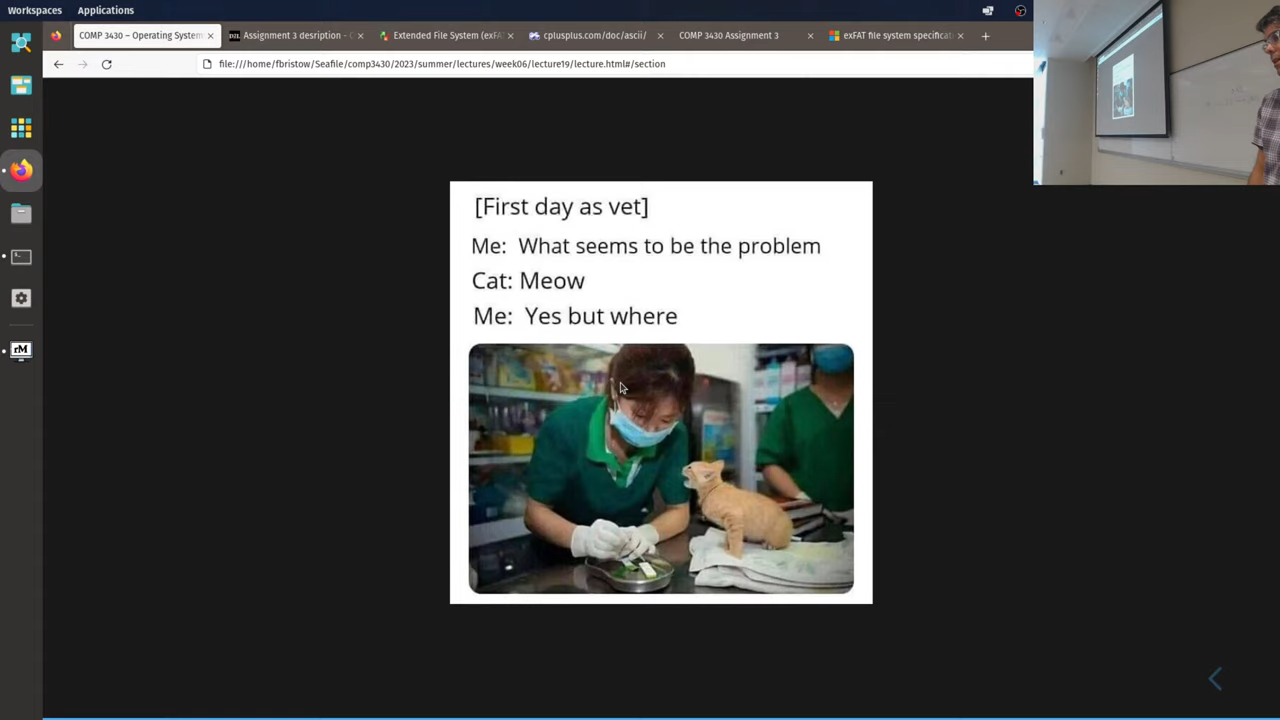 Workspaces Applications
COMP 3430 – Operating System
Assignment 3 desription - 
Extended File System (exFA
cplusplus.com/doc/ascii/
COMP 3430 Assignment 3
exFAT file system specificat
file:///home/fbristow/Seafile/comp3430/2023/summer/lectures/week06/lecture19/lecture.html#/section
[First day as vet]
Me: What seems to be the problem
Cat: Meow
Me: Yes but where